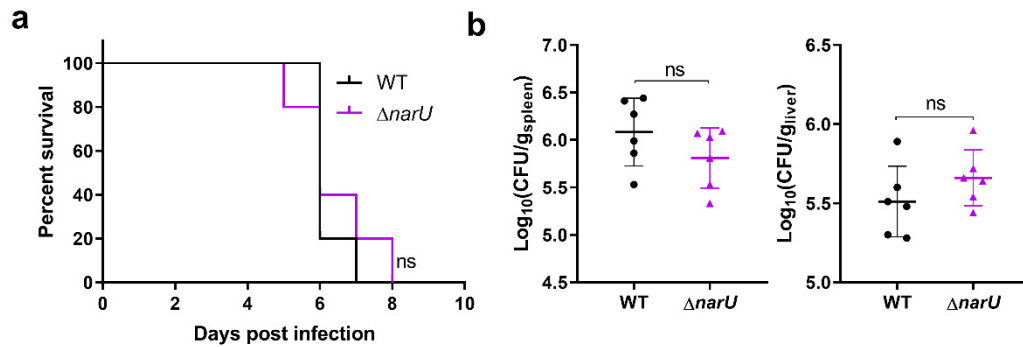 a
Percent survival
100
80
60
40
20
0
0 2 4 6 8 10
Days post infection
WT
ΔnarU
ns
b
Log10(CFU/gspleen)
7.0
6.5
6.0
5.5
5.0
4.5
ns
WT ΔnarU
Log10(CFU/gliver)
6.5
6.0
5.5
5.0
ns
WT ΔnarU